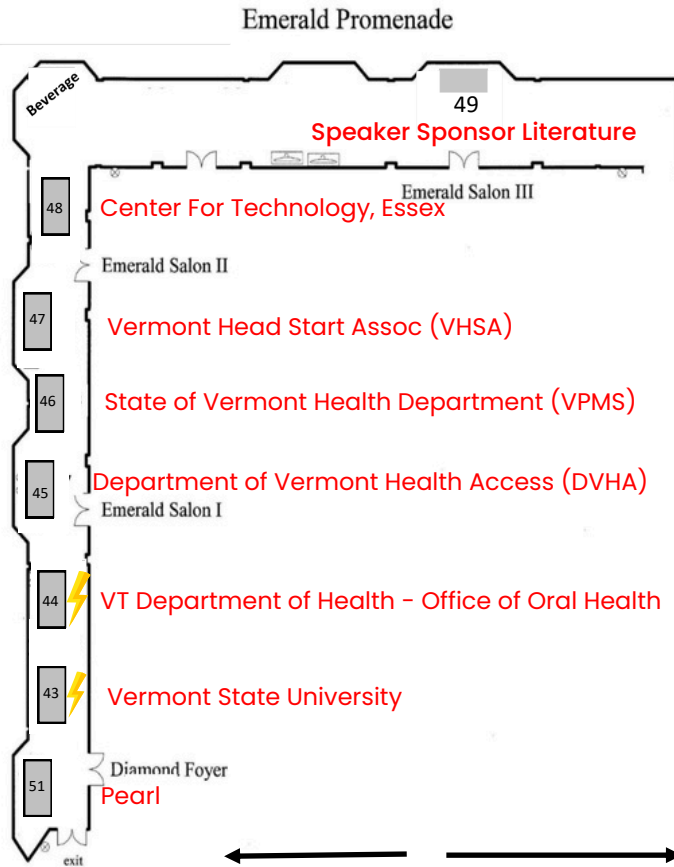 Emerald Promenade
Beverage
49
Speaker Sponsor Literature
Emerald Salon III
48
Center For Technology, Essex
Emerald Salon II
47
Vermont Head Start Assoc (VHSA)
46
State of Vermont Health Department (VPMS)
45
Department of Vermont Health Access (DVHA)
Emerald Salon I
44
VT Department of Health - Office of Oral Health
43
Vermont State University
Diamond Foyer
51
Pearl
exit